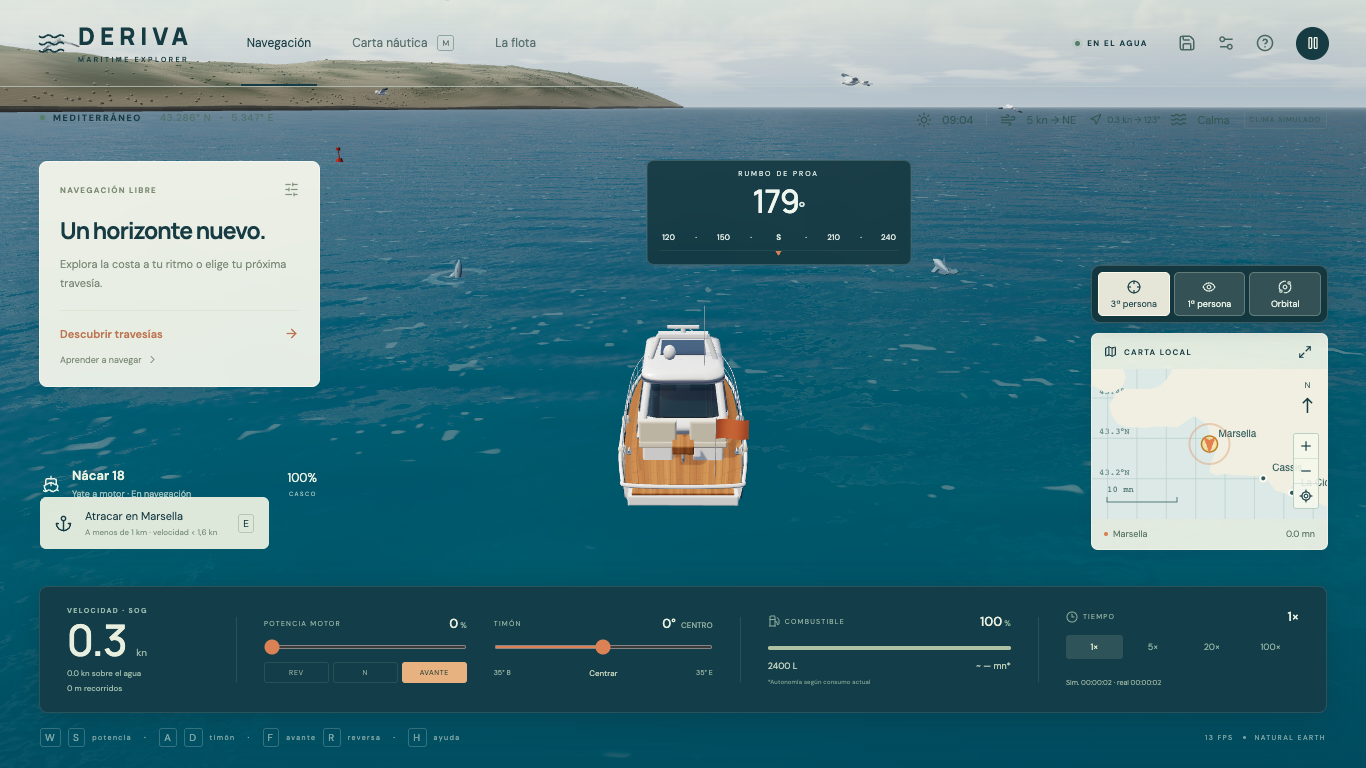 DERIVA
MARITIME EXPLORER
Navegación
Carta náutica M
La flota
EN EL AGUA
MEDITERRÁNEO 43.286° N · 5.347° E
09:04
5 kn → NE
0.3 kn → 123°
Calma
CLIMA SIMULADO
NAVEGACIÓN LIBRE
Un horizonte nuevo.
Explora la costa a tu ritmo o elige tu próxima
travesía.
Descubrir travesías
Aprender a navegar
RUMBO DE PROA
179°
120 · 150 · S · 210 · 240
3ª persona
1ª persona
Orbital
CARTA LOCAL
N
43.3°N
Marsella
43.2°N
10 mn
Marsella 0.0 mn
Nácar 18
Yate a motor · En navegación
100%
CASCO
Atracar en Marsella
A menos de 1 km · velocidad < 1,6 kn
E
VELOCIDAD · SOG
0.3 kn
0.0 kn sobre el agua
0 m recorridos
POTENCIA MOTOR 0 %
REV N AVANTE
TIMÓN 0° CENTRO
35° B Centrar 35° E
COMBUSTIBLE 100 %
2400 L ~ — mn*
*Autonomía según consumo actual
TIEMPO 1×
1× 5× 20× 100×
Sim. 00:00:02 · real 00:00:02
W S potencia · A D timón · F avante R reversa · H ayuda
13 FPS • NATURAL EARTH